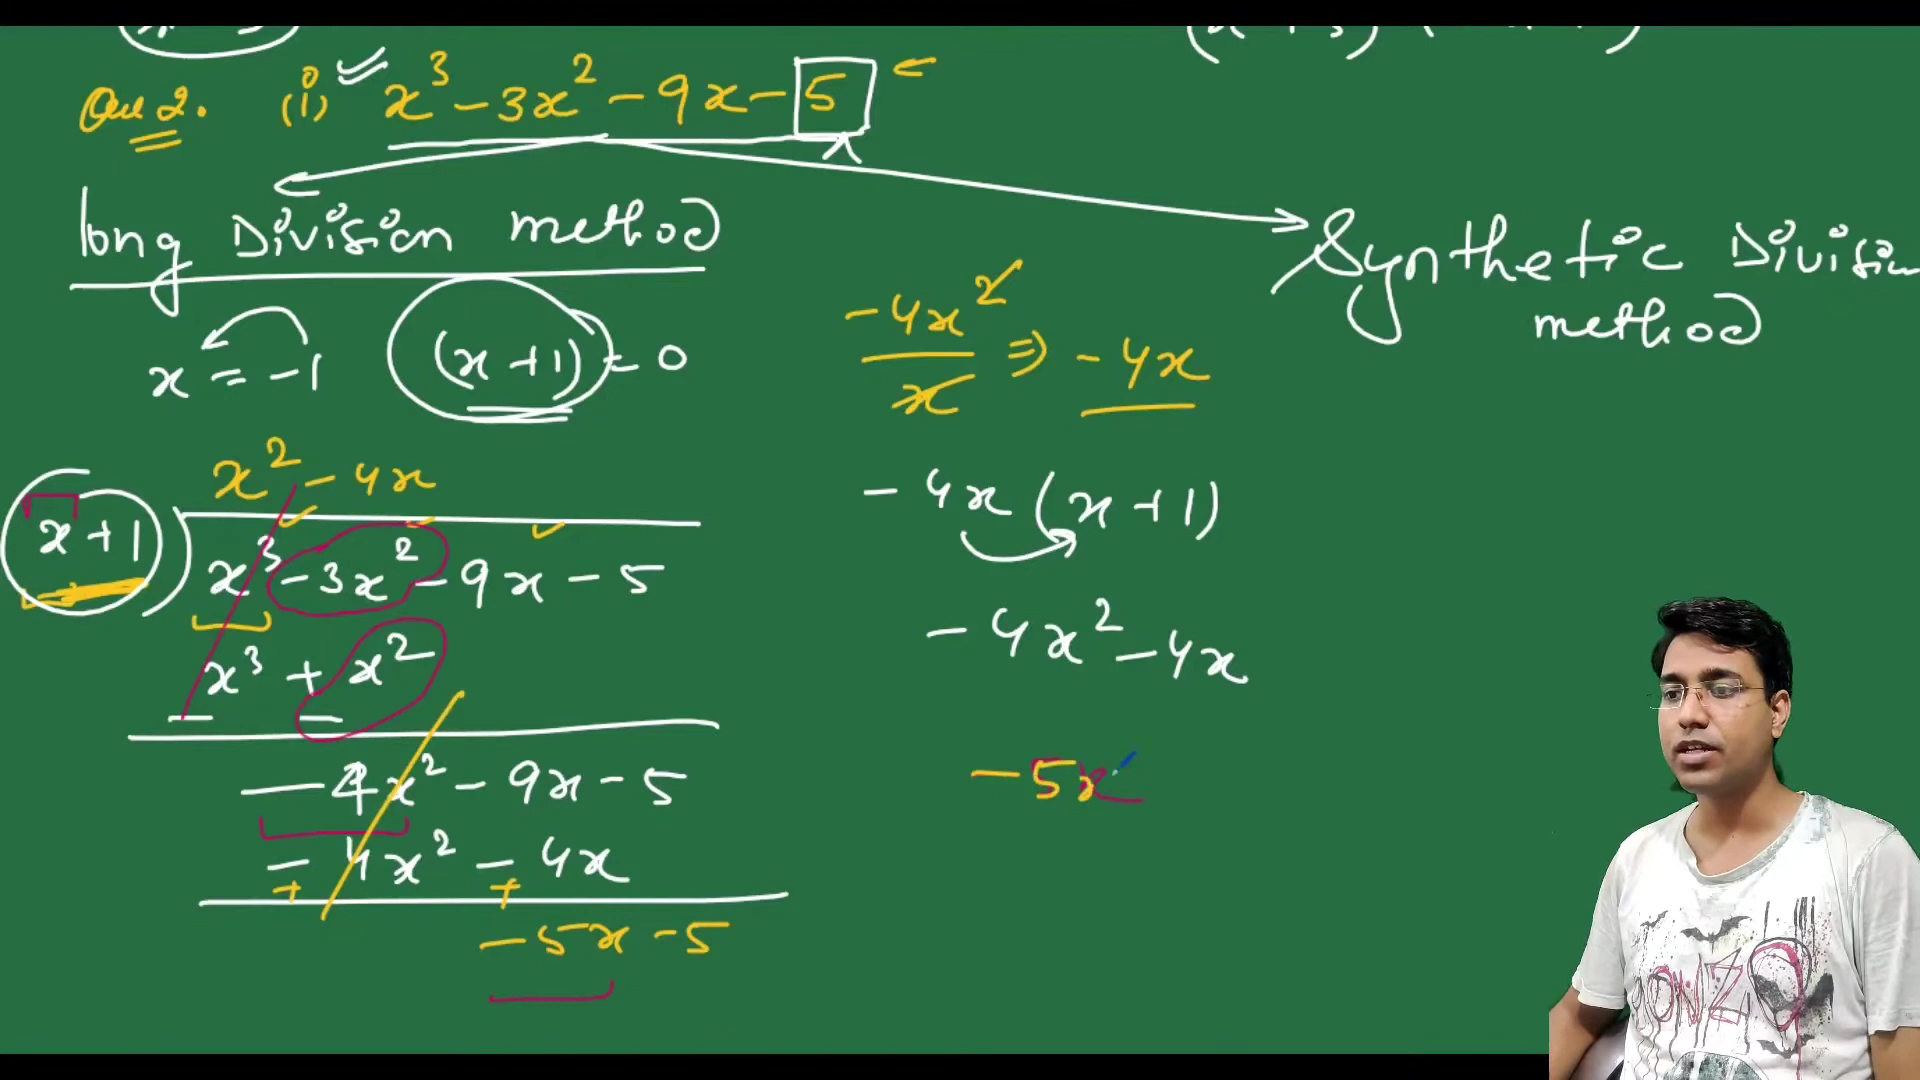 Que 2. (i) x³ - 3x² - 9x - 5
long Division method
Synthetic Division method
x = -1 (x + 1) = 0
-4x² / x ⇒ -4x
x² - 4x
x + 1 ) x³ - 3x² - 9x - 5
x³ + x²
- -
-4x² - 9x - 5
- 4x² - 4x
+ +
-5x - 5
-4x (x + 1)
-4x² - 4x
-5x